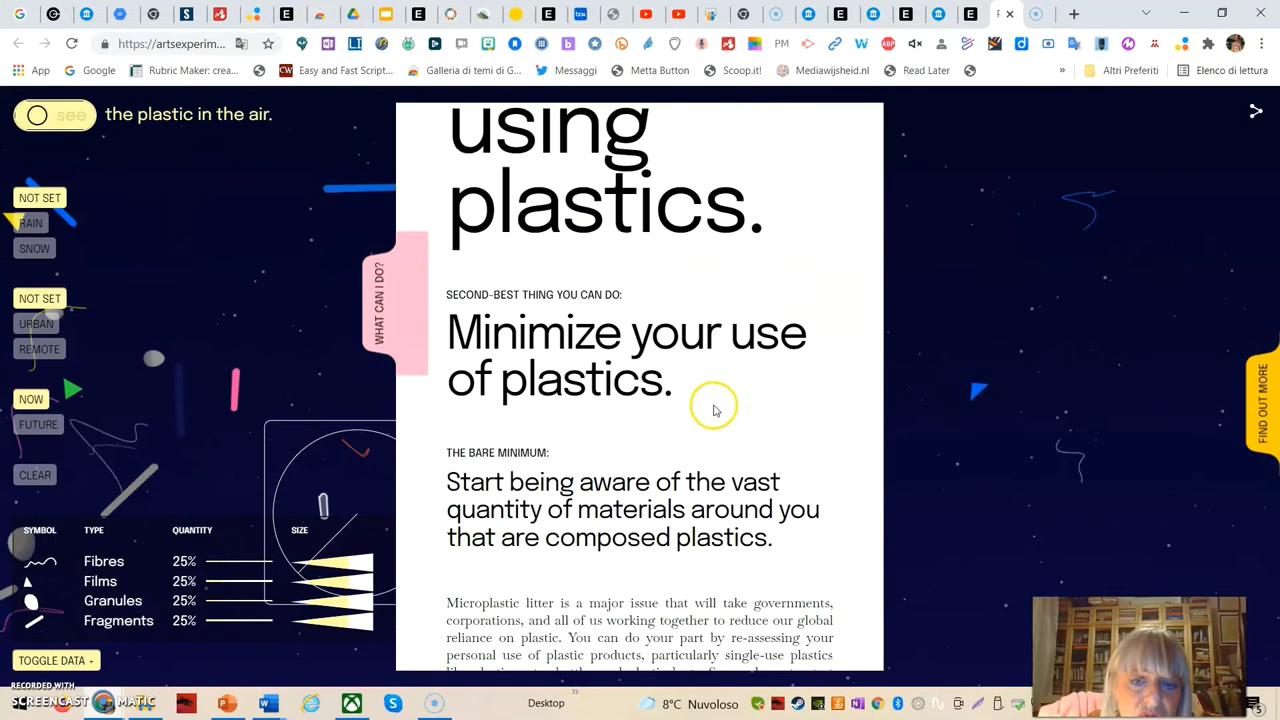 https://artsexperim...
App
Google
Rubric Maker: crea...
Easy and Fast Script...
Galleria di temi di G...
Messaggi
Metta Button
Scoop.it!
Mediawijsheid.nl
Read Later
»
Altri Preferiti
Elenco di lettura
see the plastic in the air.
NOT SET
RAIN
SNOW
NOT SET
URBAN
REMOTE
NOW
FUTURE
CLEAR
SYMBOL TYPE QUANTITY SIZE
Fibres 25%
Films 25%
Granules 25%
Fragments 25%
TOGGLE DATA +
WHAT CAN I DO?
using
plastics.
SECOND-BEST THING YOU CAN DO:
Minimize your use
of plastics.
THE BARE MINIMUM:
Start being aware of the vast
quantity of materials around you
that are composed plastics.
Microplastic litter is a major issue that will take governments,
corporations, and all of us working together to reduce our global
reliance on plastic. You can do your part by re-assessing your
personal use of plastic products, particularly single-use plastics
FIND OUT MORE
RECORDED WITH
SCREENCAST MATIC
Desktop
»
8°C Nuvoloso
5